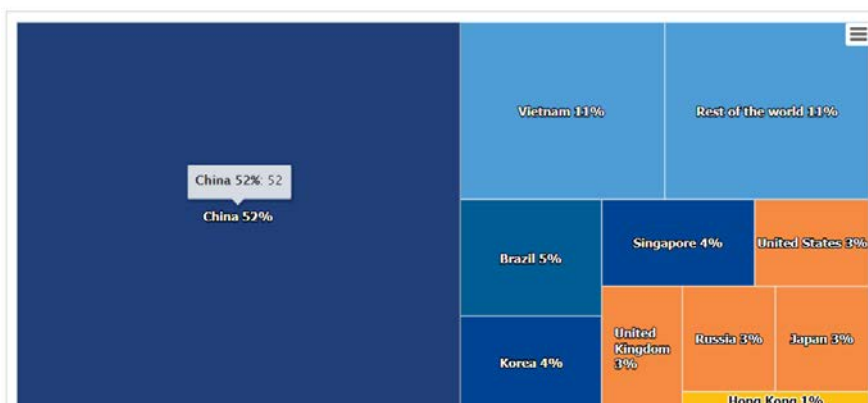 Vietnam 11%
Rest of the world 11%
China 52%: 52
China 52%
Brazil 5%
Singapore 4%
United States 3%
Korea 4%
United
Kingdom
3%
Russia 3%
Japan 3%
Hong Kong 1%